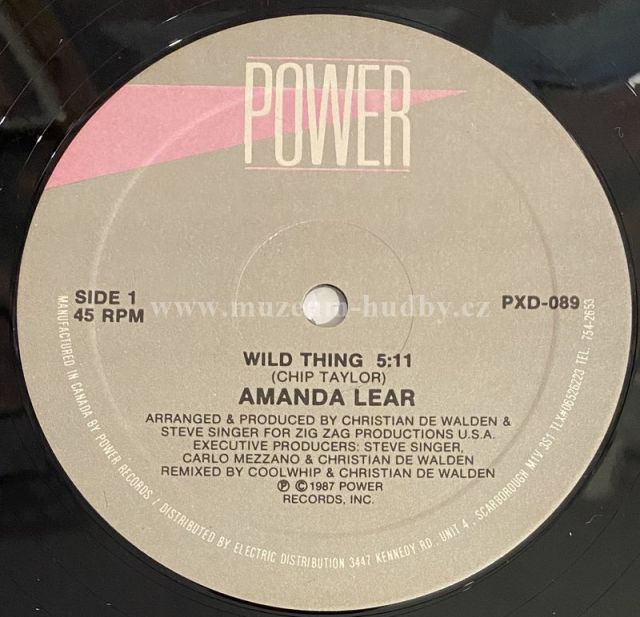 POWER
SIDE 1
45 RPM
PXD-089
www.muzeum-hudby.cz
WILD THING 5:11
(CHIP TAYLOR)
AMANDA LEAR
ARRANGED & PRODUCED BY CHRISTIAN DE WALDEN &
STEVE SINGER FOR ZIG ZAG PRODUCTIONS U.S.A.
EXECUTIVE PRODUCERS: STEVE SINGER,
CARLO MEZZANO & CHRISTIAN DE WALDEN
REMIXED BY COOLWHIP & CHRISTIAN DE WALDEN
℗ © 1987 POWER
RECORDS, INC.
MANUFACTURED IN CANADA BY POWER RECORDS / DISTRIBUTED BY ELECTRIC DISTRIBUTION 3447 KENNEDY RD., UNIT 4, SCARBOROUGH M1V 3S1 TLX#06526223 TEL. 754-2653